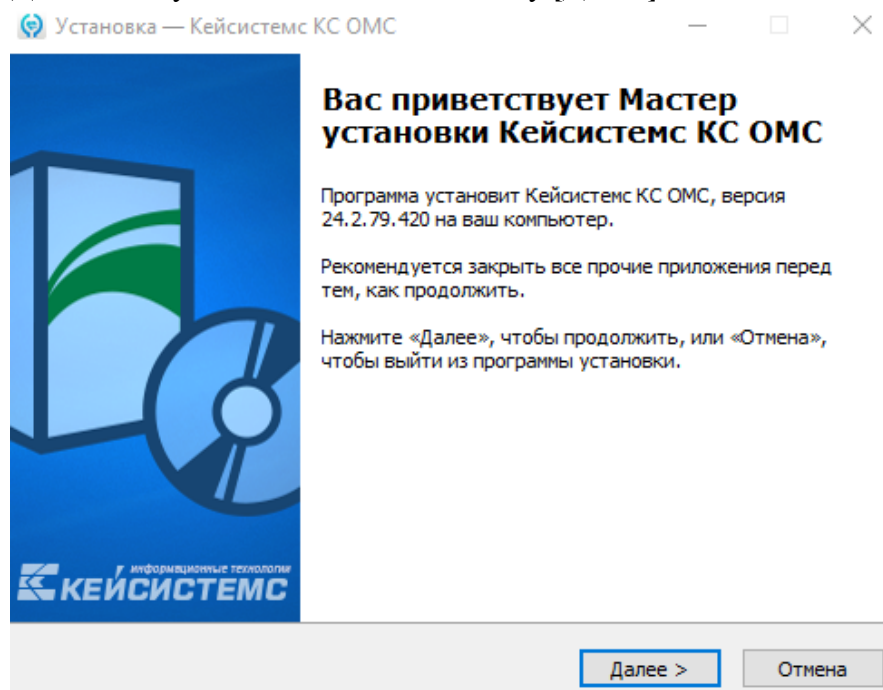 Установка — Кейсистемс КС ОМС
Вас приветствует Мастер
установки Кейсистемс КС ОМС
Программа установит Кейсистемс КС ОМС, версия
24.2.79.420 на ваш компьютер.
Рекомендуется закрыть все прочие приложения перед
тем, как продолжить.
Нажмите «Далее», чтобы продолжить, или «Отмена»,
чтобы выйти из программы установки.
информационные технологии
КЕЙСИСТЕМС
Далее >
Отмена